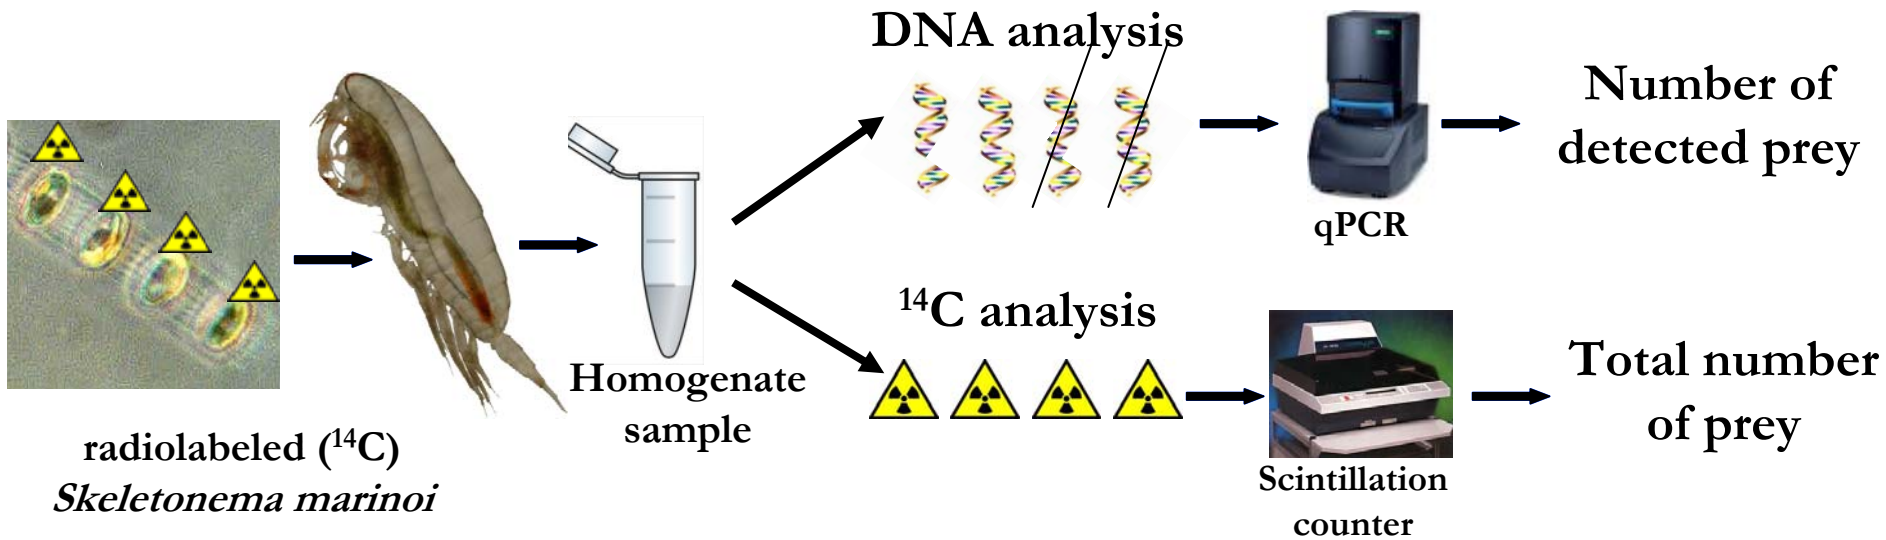 radiolabeled (¹⁴C)
Skeletonema marinoi
Homogenate
sample
DNA analysis
qPCR
Number of
detected prey
¹⁴C analysis
Scintillation
counter
Total number
of prey